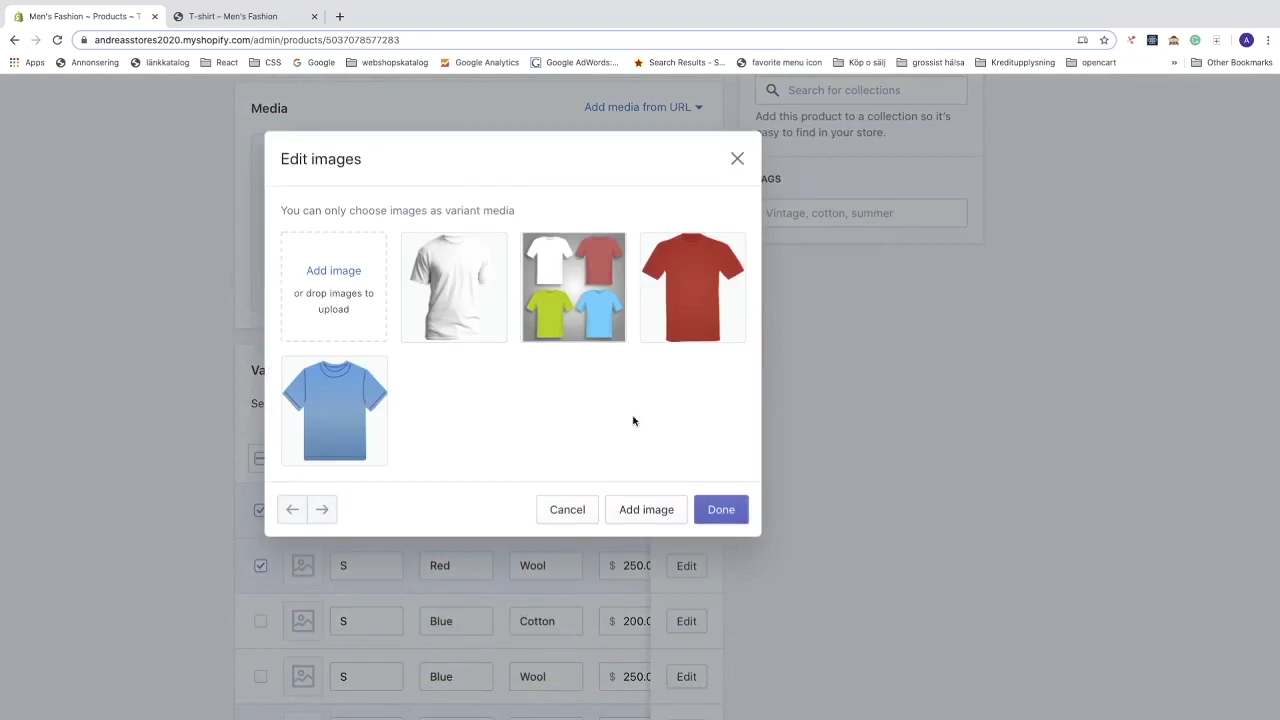 Men's Fashion ~ Products ~ T
T-shirt – Men's Fashion
andreasstores2020.myshopify.com/admin/products/5037078577283
A
Apps
Annonsering
länkkatalog
React
CSS
Google
webshopskatalog
Google Analytics
Google AdWords:...
Search Results - S...
favorite menu icon
Köp o sälj
grossist hälsa
Kreditupplysning
opencart
»
Other Bookmarks
Media
Add media from URL
Search for collections
Add this product to a collection so it's
easy to find in your store.
AGS
Vintage, cotton, summer
Edit images
You can only choose images as variant media
Add image
or drop images to
upload
Va
Se
Cancel
Add image
Done
S
Red
Wool
$ 250.0
Edit
S
Blue
Cotton
$ 200.0
Edit
S
Blue
Wool
$ 250.0
Edit